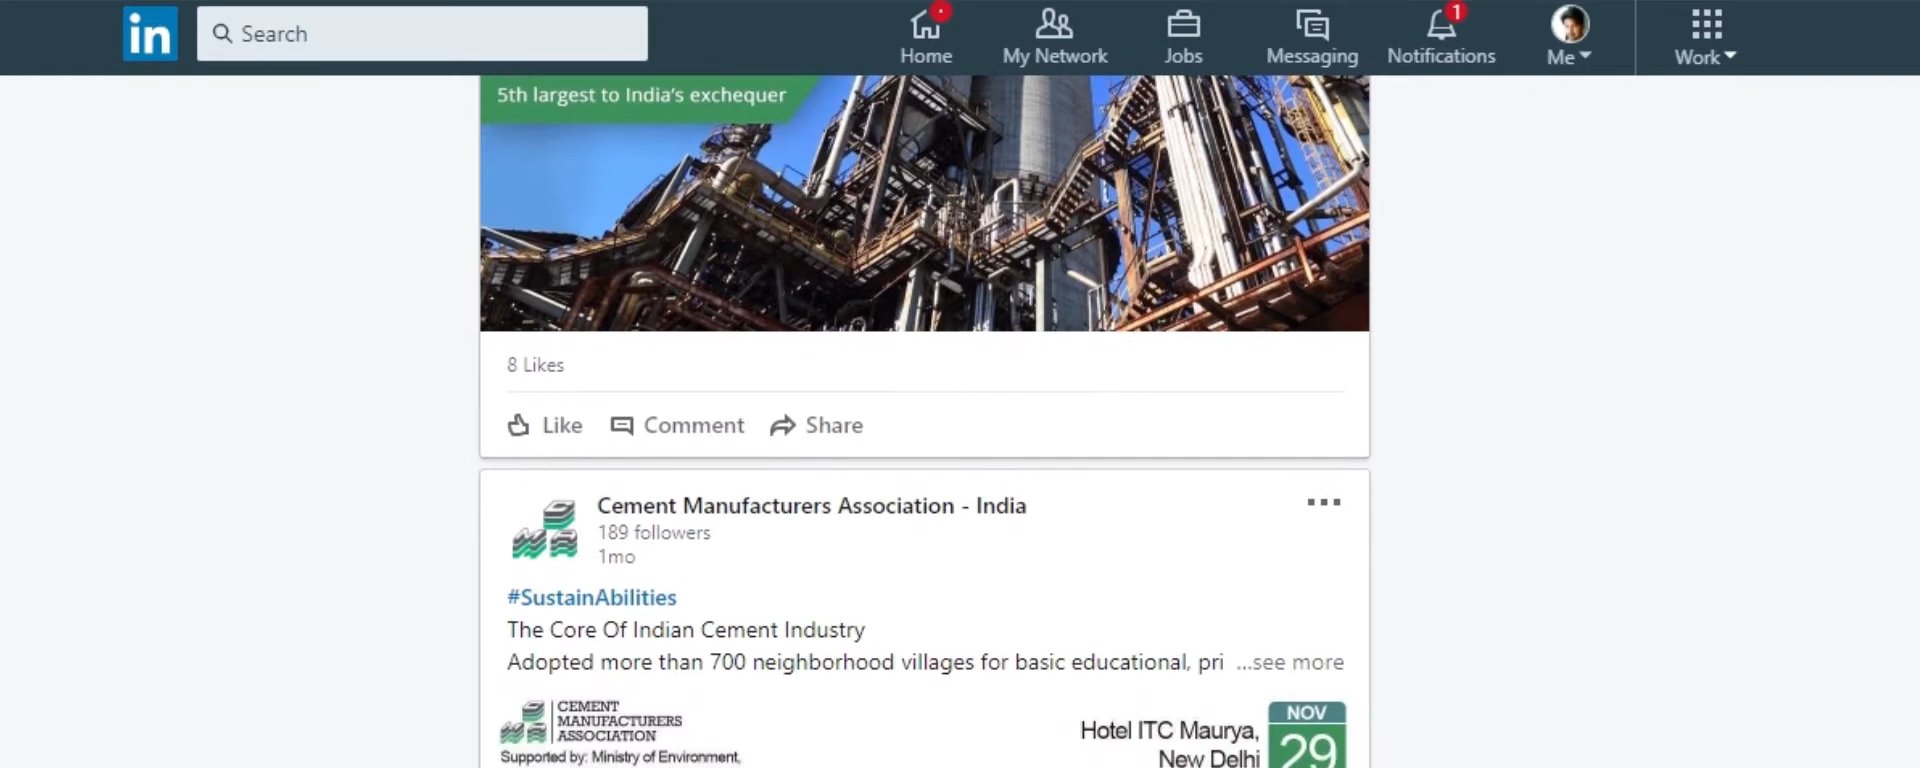 in
Search
Home
My Network
Jobs
Messaging
1
Notifications
Me
Work
5th largest to India's exchequer
8 Likes
Like
Comment
Share
Cement Manufacturers Association - India
189 followers
1mo
#SustainAbilities
The Core Of Indian Cement Industry
Adopted more than 700 neighborhood villages for basic educational, pri ...see more
CEMENT
MANUFACTURERS
ASSOCIATION
Supported by: Ministry of Environment,
Hotel ITC Maurya,
New Delhi
NOV
29